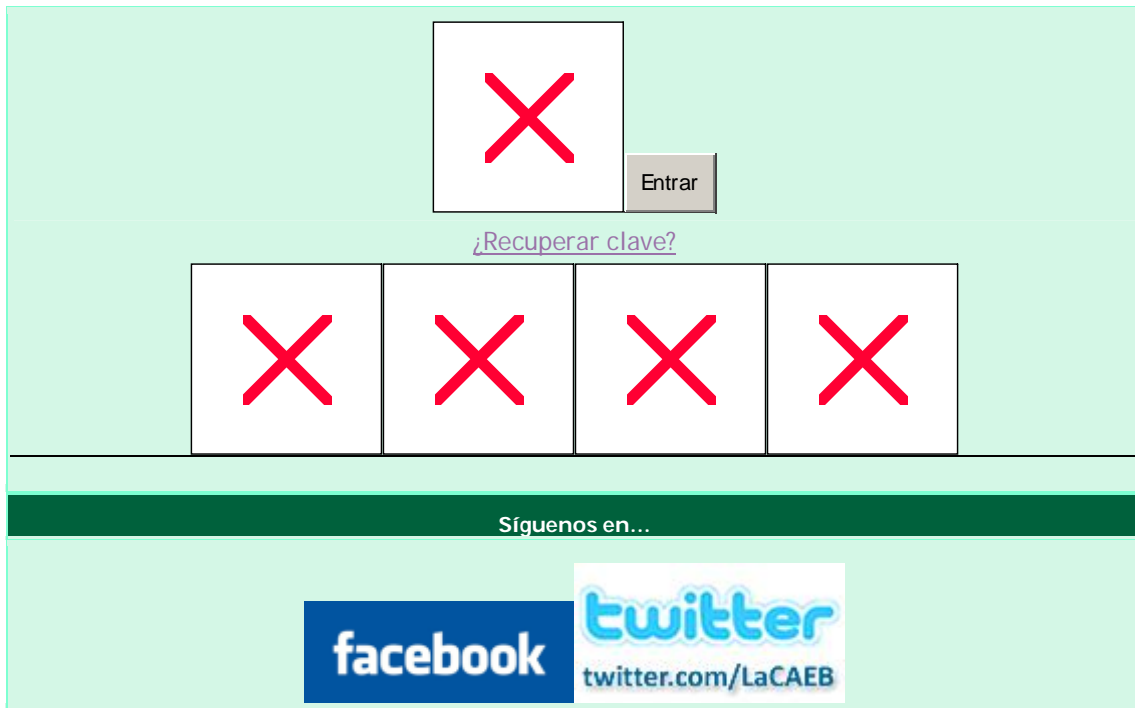 Entrar
¿Recuperar clave?
Síguenos en...
facebook
twitter
twitter.com/LaCAEB